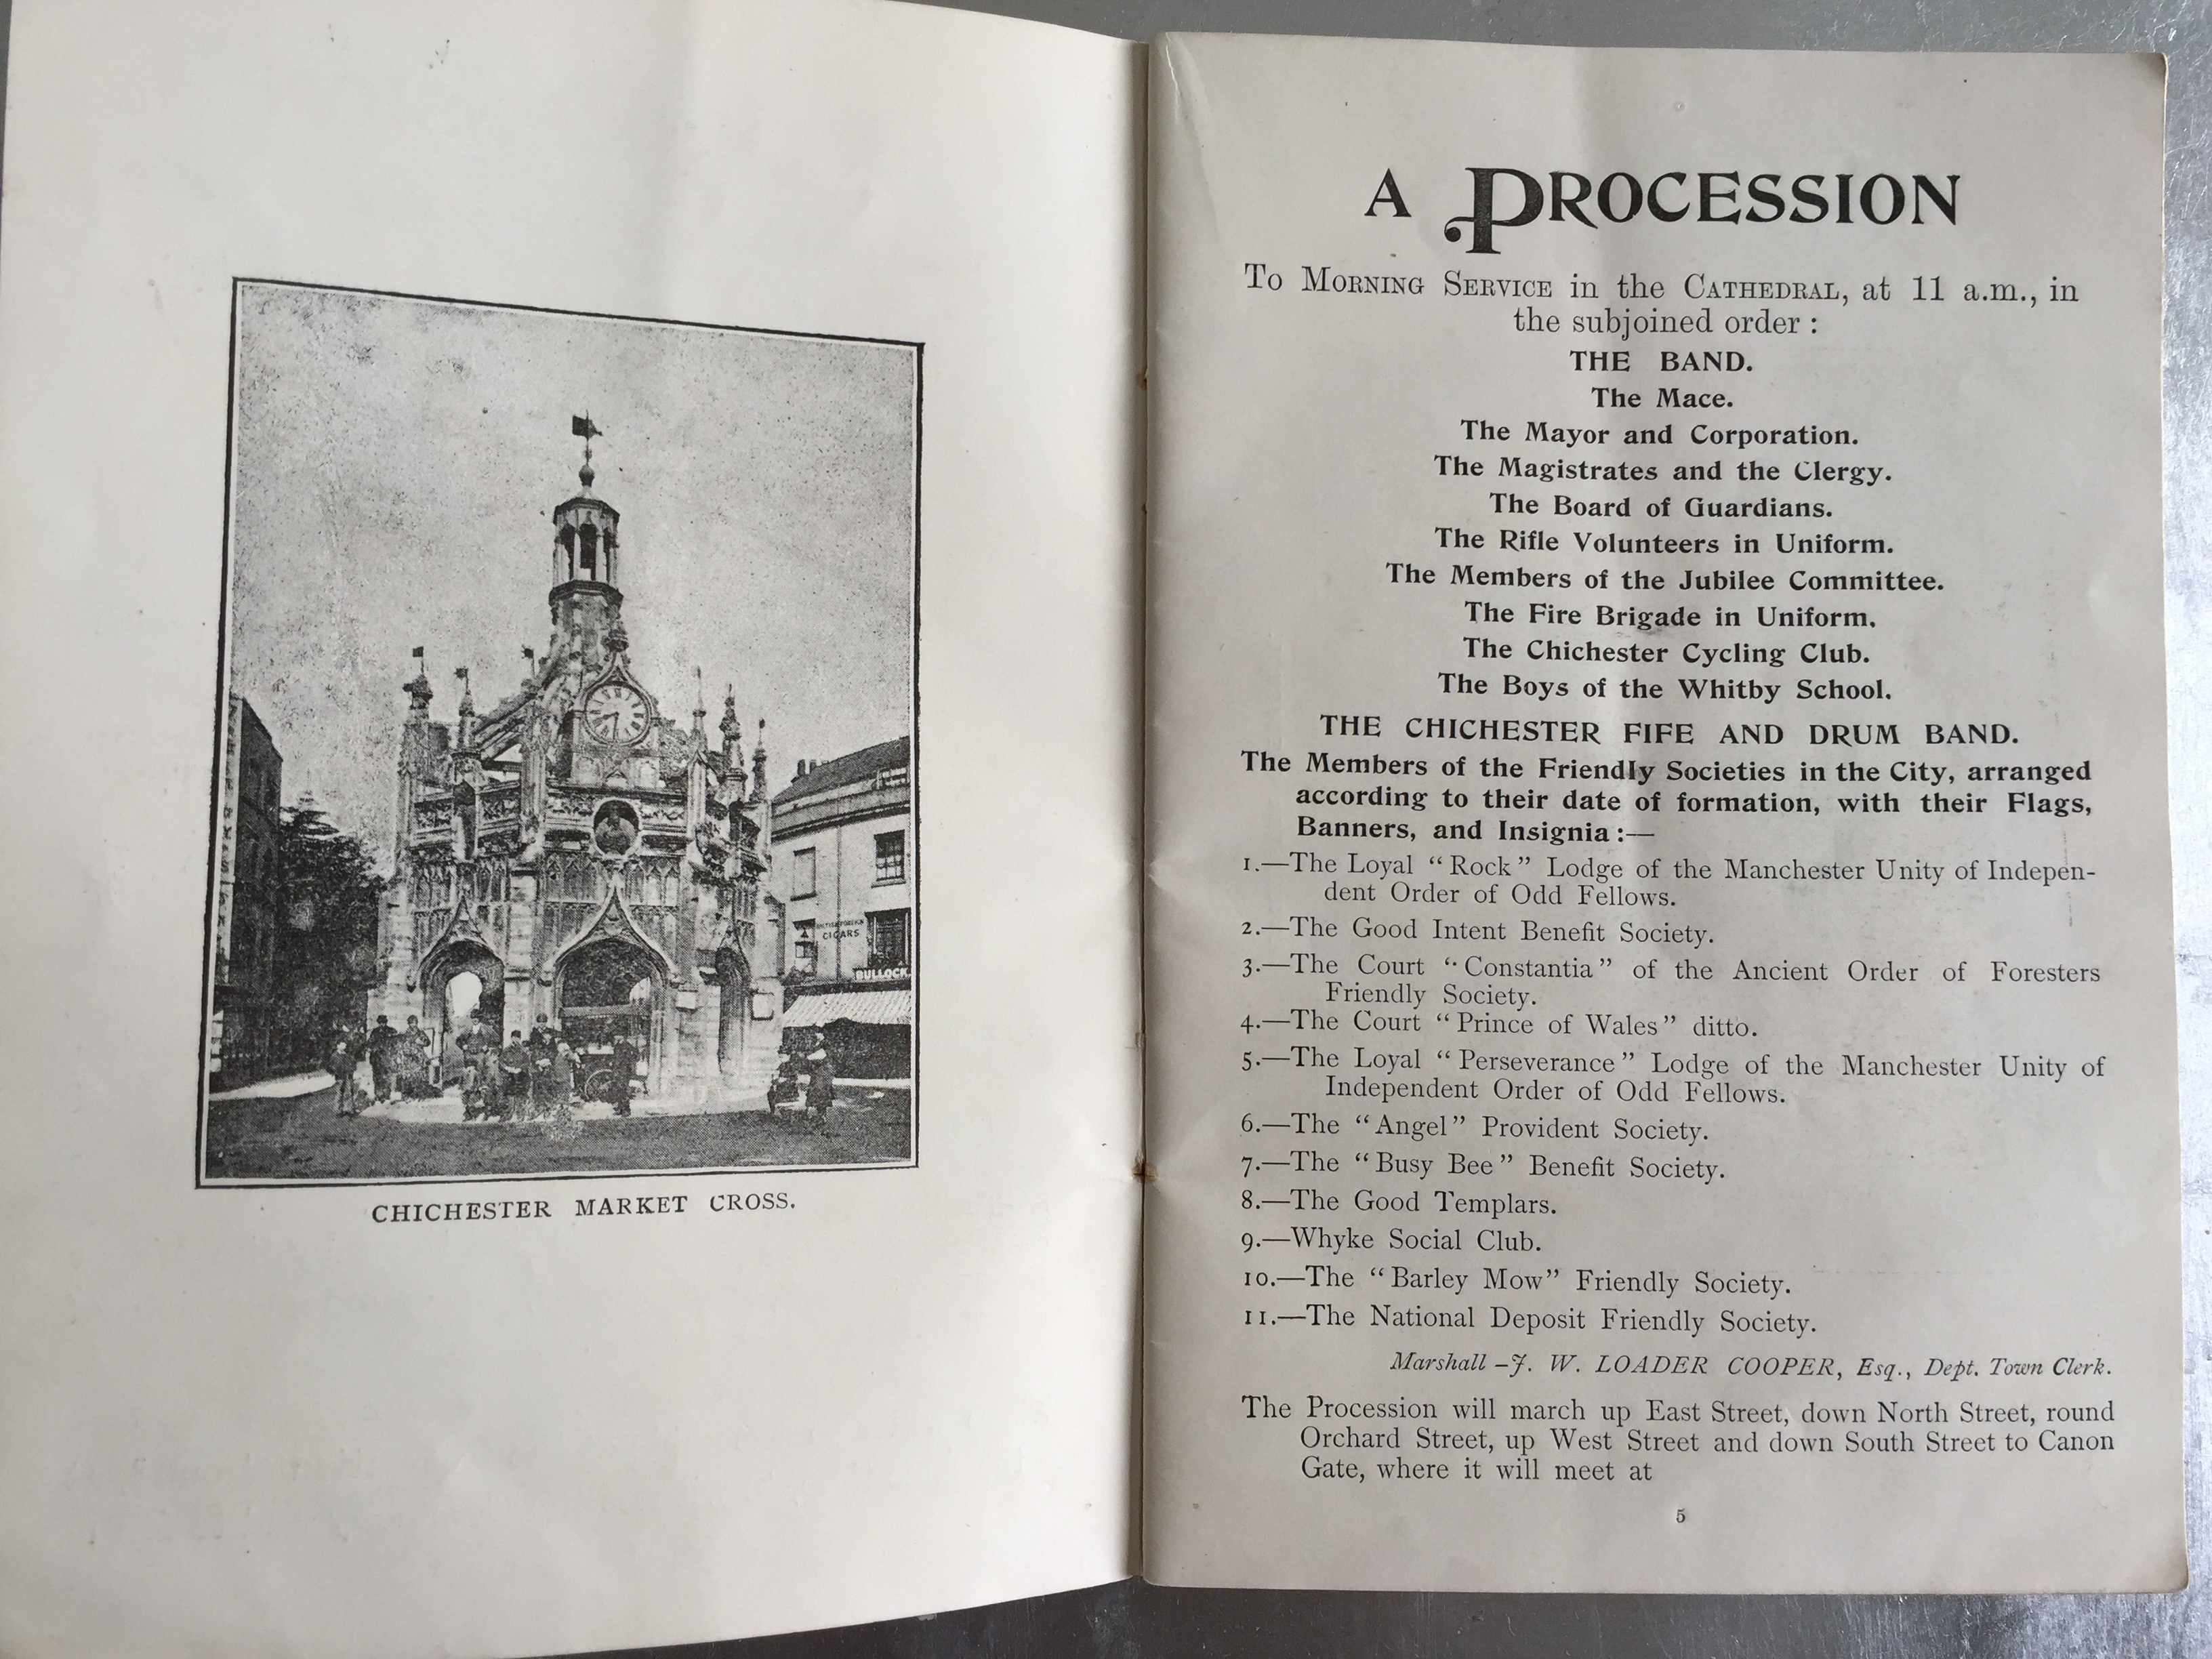 BRITISH & FOREIGN
CIGARS
BULLOCK
CHICHESTER MARKET CROSS.
A PROCESSION
To Morning Service in the Cathedral, at 11 a.m., in
the subjoined order :
THE BAND.
The Mace.
The Mayor and Corporation.
The Magistrates and the Clergy.
The Board of Guardians.
The Rifle Volunteers in Uniform.
The Members of the Jubilee Committee.
The Fire Brigade in Uniform.
The Chichester Cycling Club.
The Boys of the Whitby School.
THE CHICHESTER FIFE AND DRUM BAND.
The Members of the Friendly Societies in the City, arranged
according to their date of formation, with their Flags,
Banners, and Insignia :—
1.—The Loyal “Rock” Lodge of the Manchester Unity of Indepen-
dent Order of Odd Fellows.
2.—The Good Intent Benefit Society.
3.—The Court “Constantia” of the Ancient Order of Foresters
Friendly Society.
4.—The Court “Prince of Wales” ditto.
5.—The Loyal “Perseverance” Lodge of the Manchester Unity of
Independent Order of Odd Fellows.
6.—The “Angel” Provident Society.
7.—The “Busy Bee” Benefit Society.
8.—The Good Templars.
9.—Whyke Social Club.
10.—The “Barley Mow” Friendly Society.
11.—The National Deposit Friendly Society.
Marshall –J. W. LOADER COOPER, Esq., Dept. Town Clerk.
The Procession will march up East Street, down North Street, round
Orchard Street, up West Street and down South Street to Canon
Gate, where it will meet at
5